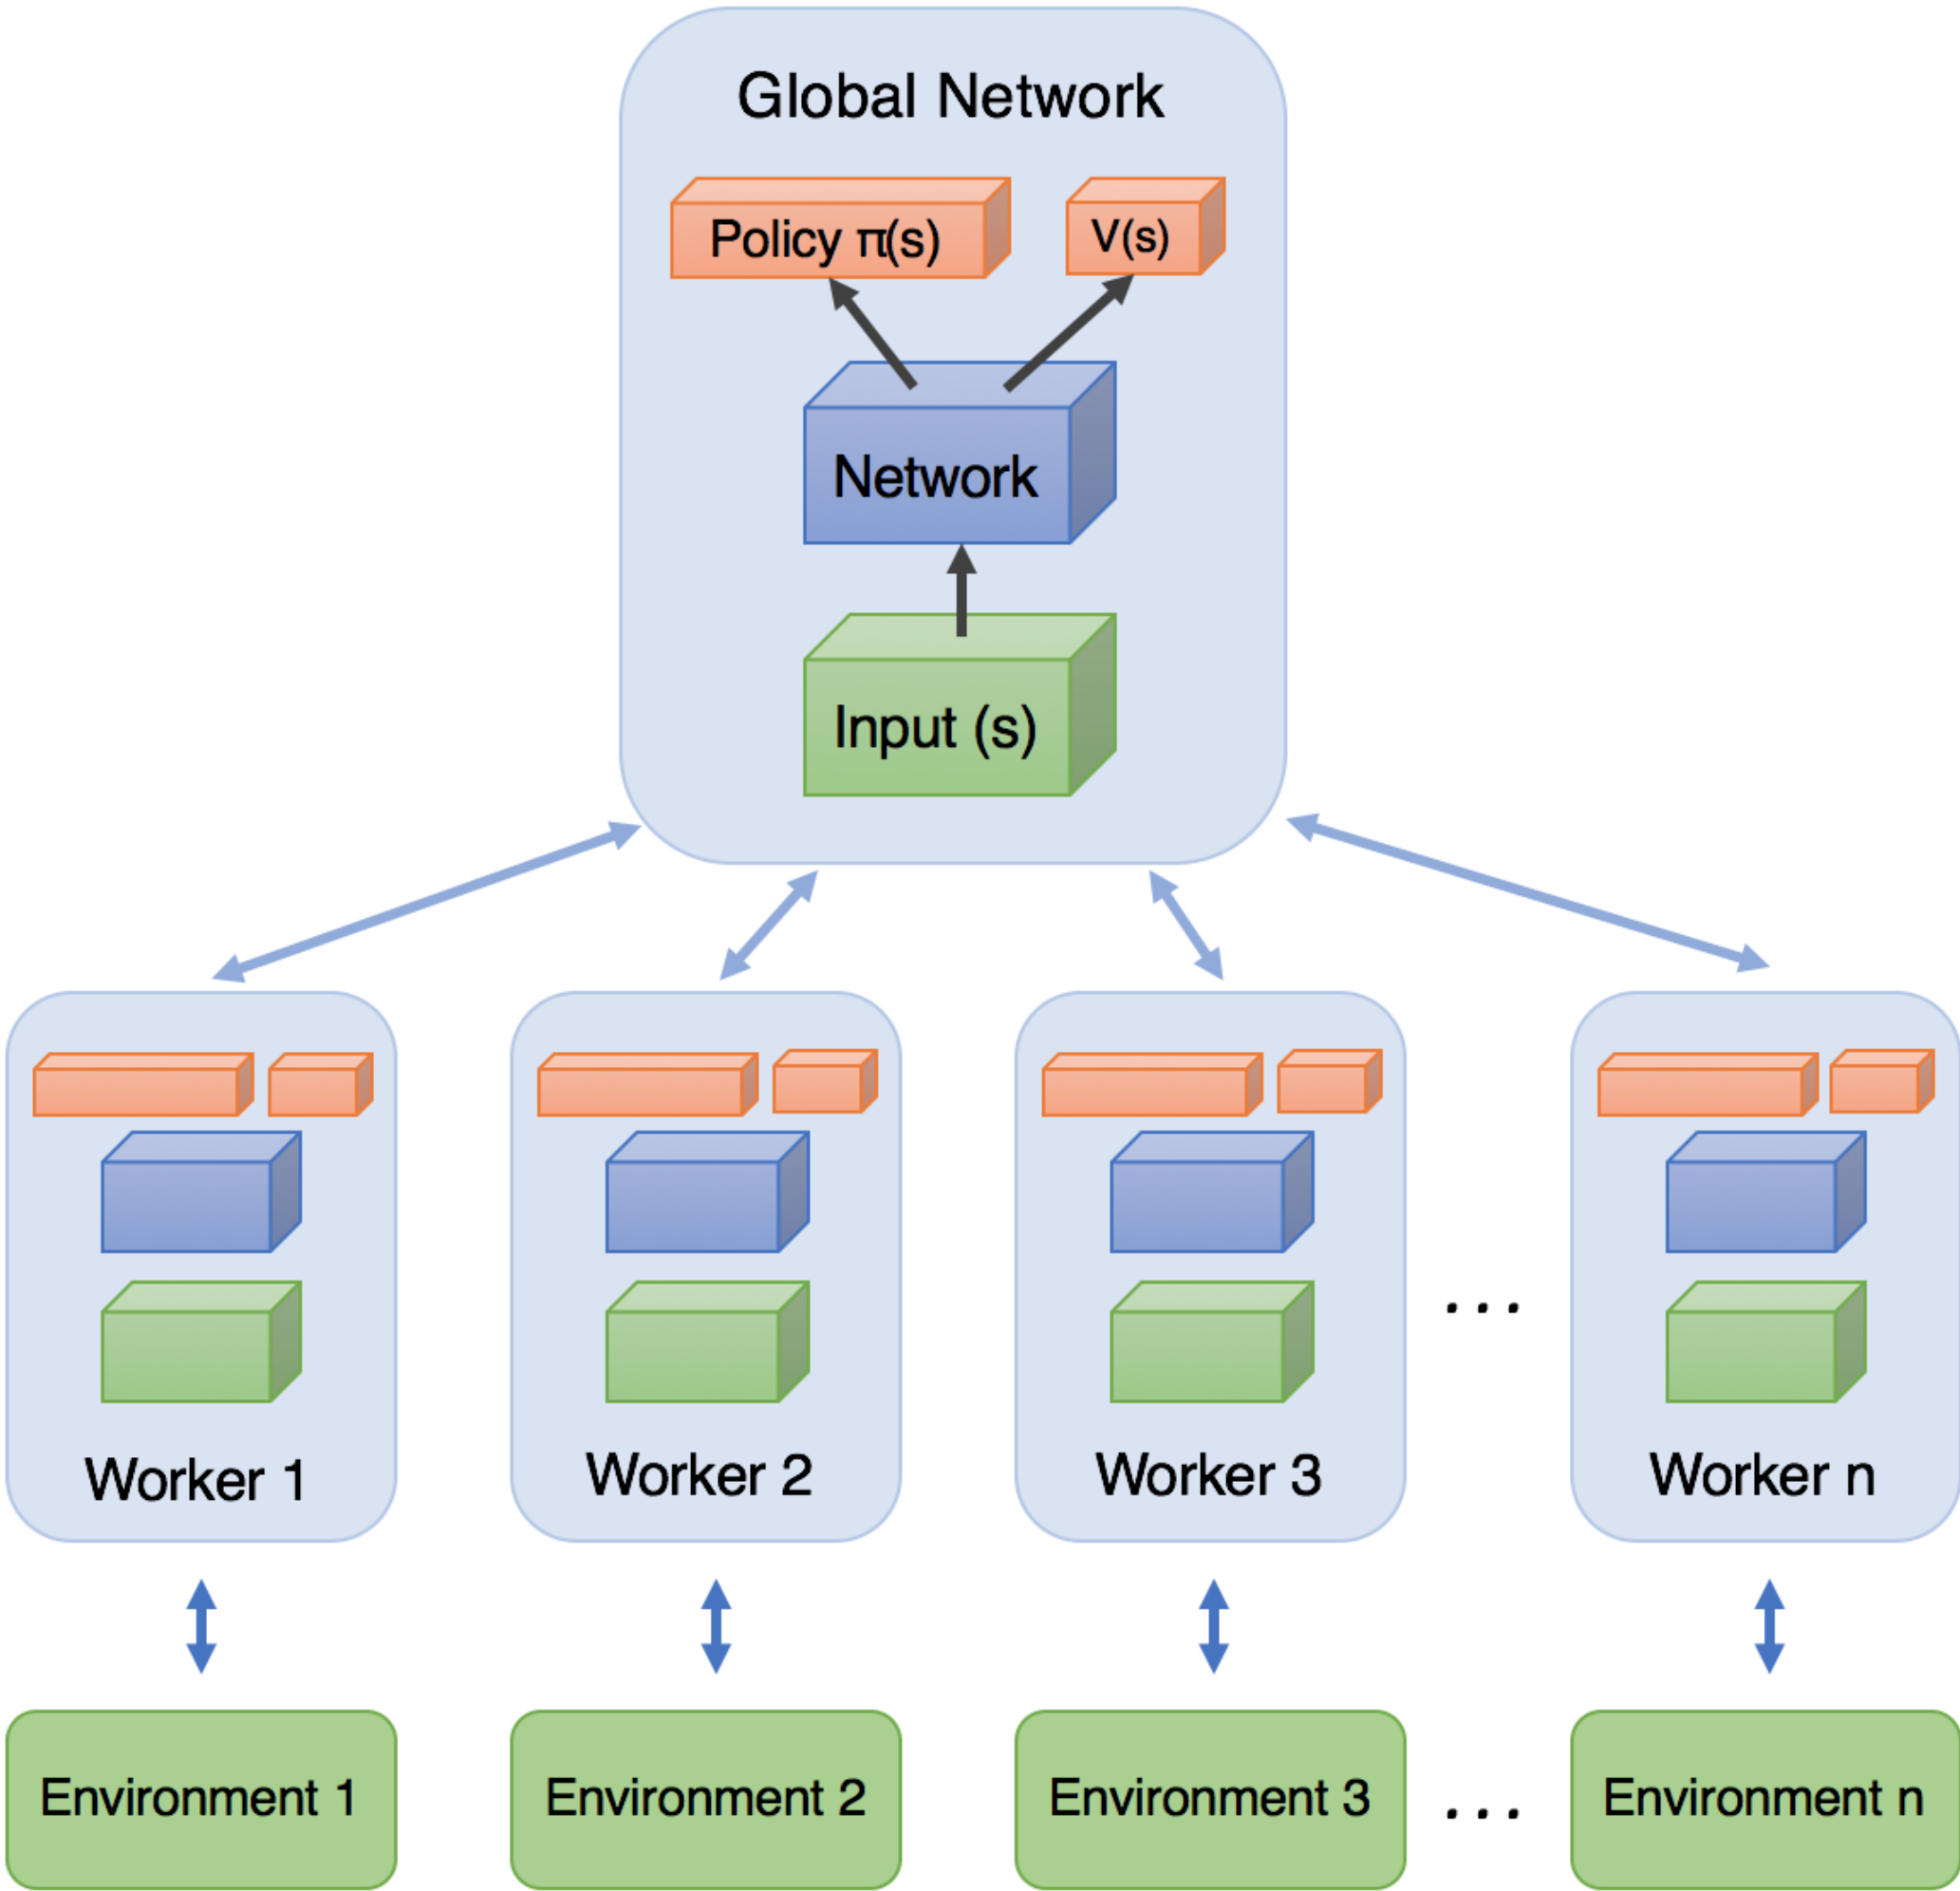 Global Network
Policy π(s)
V(s)
Network
Input (s)
...
Worker 1
Worker 2
Worker 3
Worker n
Environment 1
Environment 2
Environment 3
...
Environment n